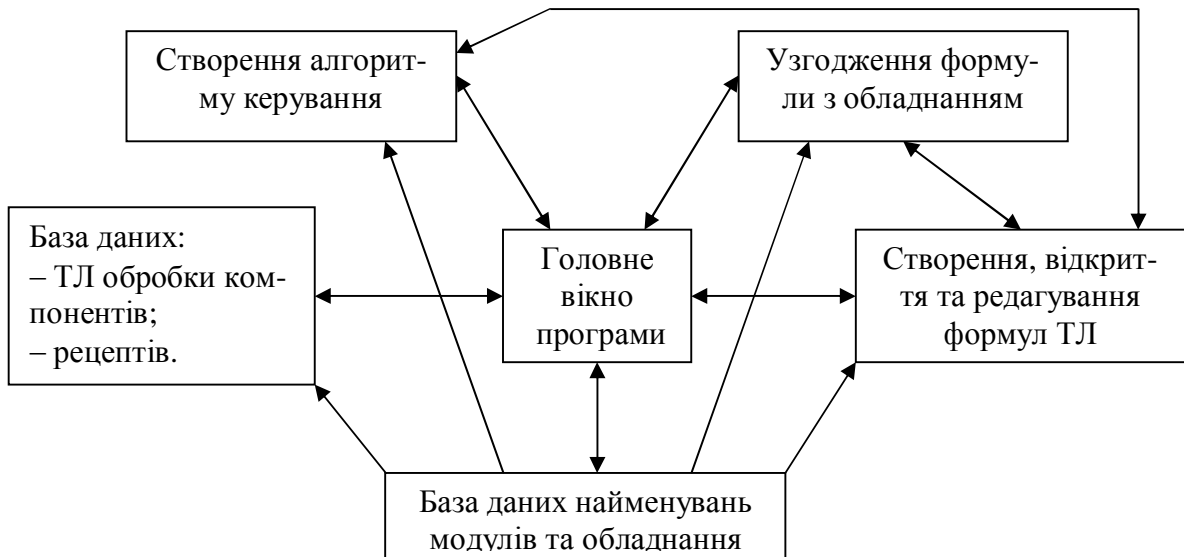 Створення алгорит-
му керування
Узгодження форму-
ли з обладнанням
База даних:
– ТЛ обробки ком-
понентів;
– рецептів.
Головне
вікно
програми
Створення, відкрит-
тя та редагування
формул ТЛ
База даних найменувань
модулів та обладнання